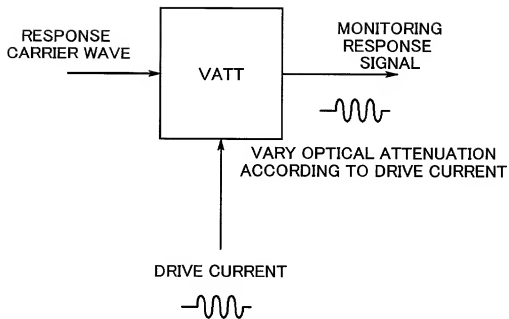 RESPONSE
CARRIER WAVE
VATT
MONITORING
RESPONSE
SIGNAL
VARY OPTICAL ATTENUATION
ACCORDING TO DRIVE CURRENT
DRIVE CURRENT